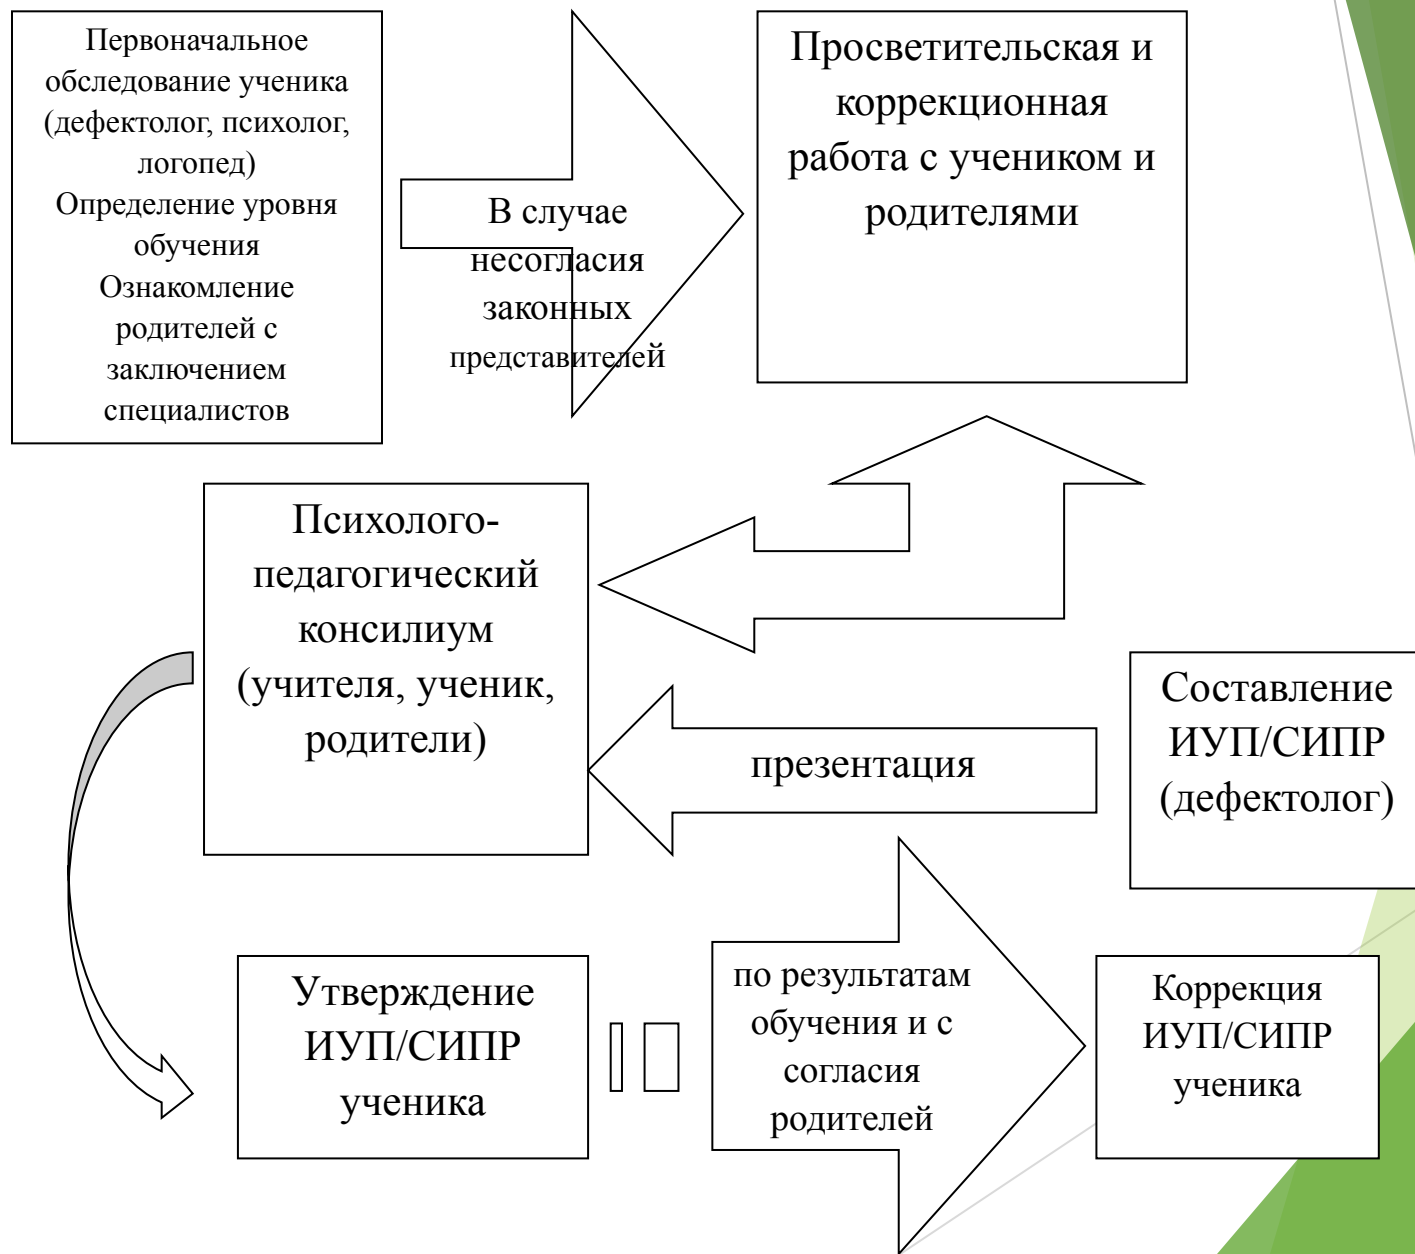 Первоначальное
обследование ученика
(дефектолог, психолог,
логопед)
Определение уровня
обучения
Ознакомление
родителей с
заключением
специалистов
В случае
несогласия
законных
представителей
Просветительская и
коррекционная
работа с учеником и
родителями
Психолого-
педагогический
консилиум
(учителя, ученик,
родители)
презентация
Составление
ИУП/СИПР
(дефектолог)
Утверждение
ИУП/СИПР
ученика
по результатам
обучения и с
согласия
родителей
Коррекция
ИУП/СИПР
ученика